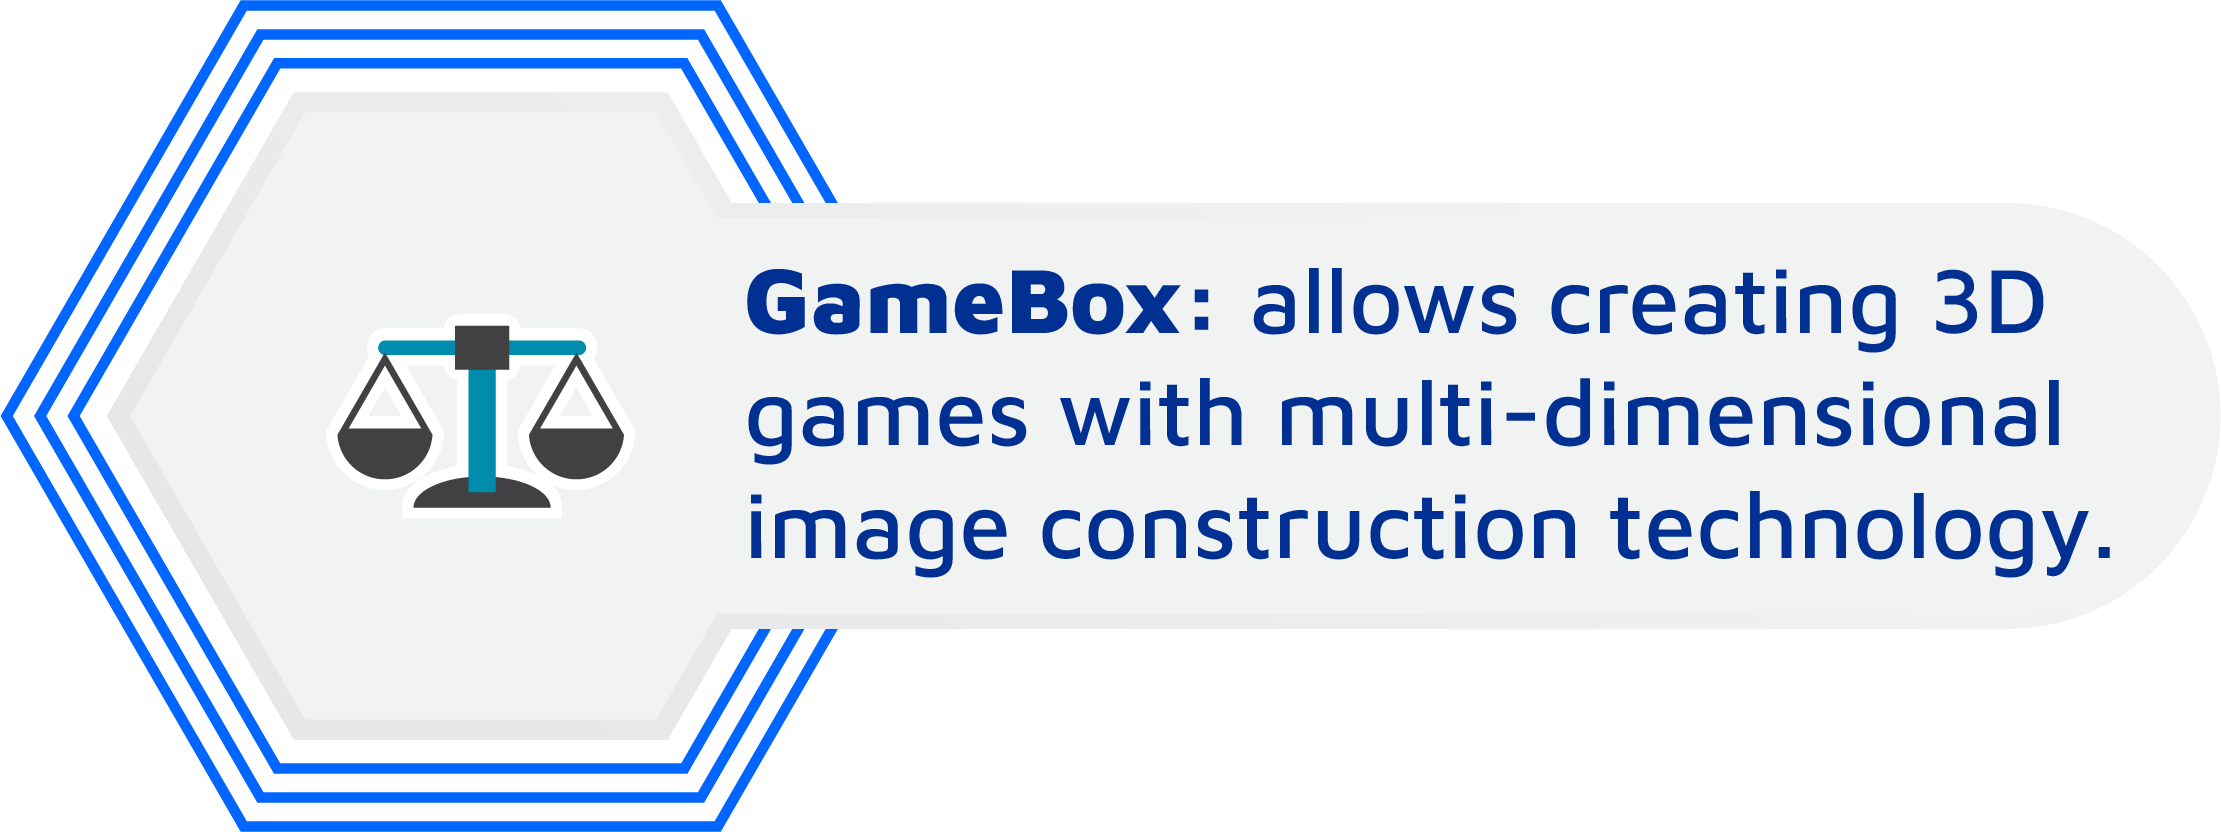 GameBox: allows creating 3D
games with multi-dimensional
image construction technology.